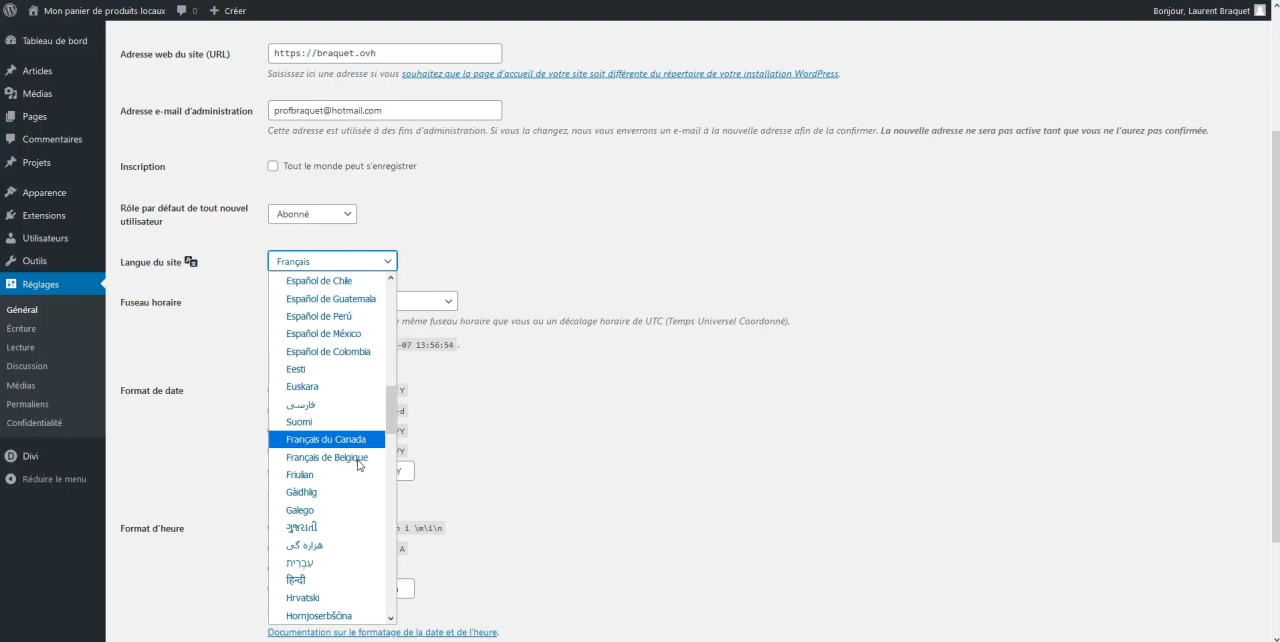 Mon panier de produits locaux 0 Créer
Bonjour, Laurent Braquet
Tableau de bord
Articles
Médias
Pages
Commentaires
Projets
Apparence
Extensions
Utilisateurs
Outils
Réglages
Général
Écriture
Lecture
Discussion
Médias
Permaliens
Confidentialité
Divi
Réduire le menu
Adresse web du site (URL)
https://braquet.ovh
Saisissez ici une adresse si vous souhaitez que la page d'accueil de votre site soit différente du répertoire de votre installation WordPress.
Adresse e-mail d'administration
profbraquet@hotmail.com
Cette adresse est utilisée à des fins d'administration. Si vous la changez, nous vous enverrons un e-mail à la nouvelle adresse afin de la confirmer. La nouvelle adresse ne sera pas active tant que vous ne l'aurez pas confirmée.
Inscription
Tout le monde peut s'enregistrer
Rôle par défaut de tout nouvel
utilisateur
Abonné
Langue du site
Français
Español de Chile
Español de Guatemala
Español de Perú
Español de México
Español de Colombia
Eesti
Euskara
فارسی
Suomi
Français du Canada
Français de Belgique
Friulian
Gàidhlig
Galego
ગુજરાતી
هزاره گی
עִבְרִית
हिन्दी
Hrvatski
Hornjoserbšćina
Fuseau horaire
même fuseau horaire que vous ou un décalage horaire de UTC (Temps Universel Coordonné).
-07 13:56:54 .
Format de date
Y
-d
/Y
/Y
Y
Format d'heure
n i \m\i\n
A
Documentation sur le formatage de la date et de l'heure.